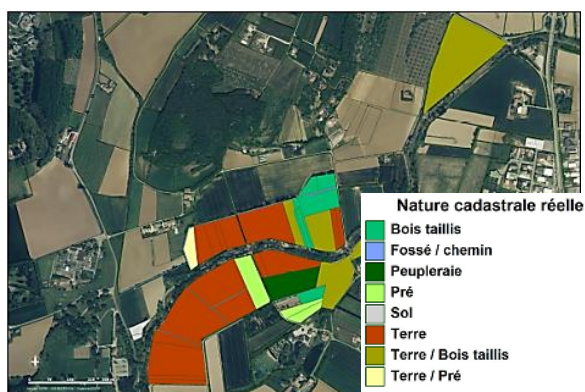 Nature cadastrale réelle
Bois taillis
Fossé / chemin
Peupleraie
Pré
Sol
Terre
Terre / Bois taillis
Terre / Pré